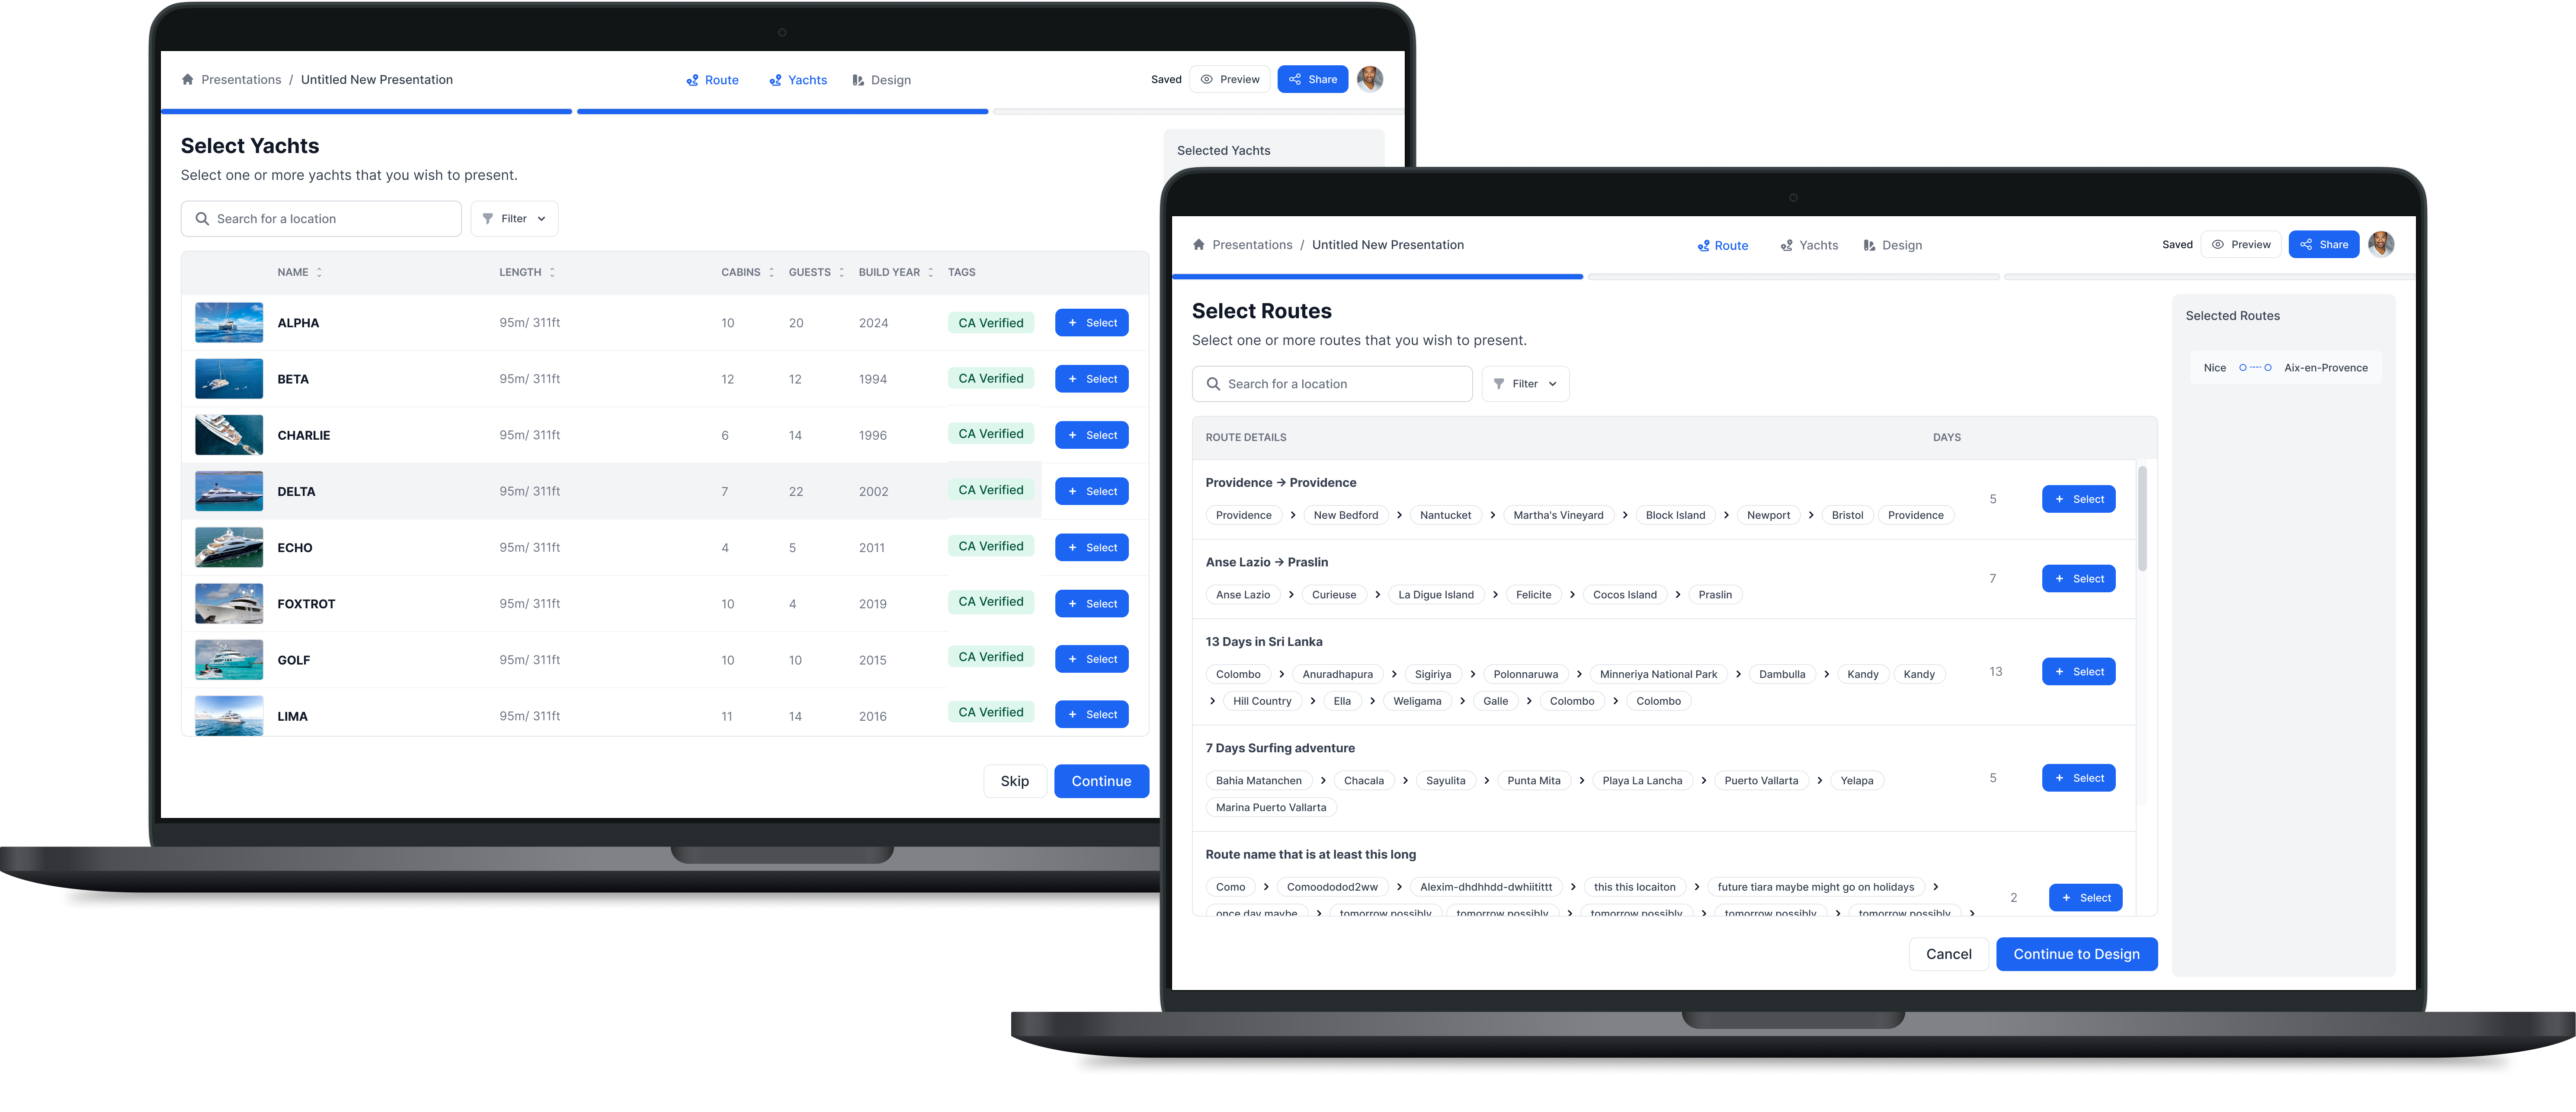 Presentations / Untitled New Presentation
Route Yachts Design
Saved Preview Share
Select Yachts
Select one or more yachts that you wish to present.
Search for a location Filter
NAME LENGTH CABINS GUESTS BUILD YEAR TAGS
ALPHA 95m/ 311ft 10 20 2024 CA Verified + Select
BETA 95m/ 311ft 12 12 1994 CA Verified + Select
CHARLIE 95m/ 311ft 6 14 1996 CA Verified + Select
DELTA 95m/ 311ft 7 22 2002 CA Verified + Select
ECHO 95m/ 311ft 4 5 2011 CA Verified + Select
FOXTROT 95m/ 311ft 10 4 2019 CA Verified + Select
GOLF 95m/ 311ft 10 10 2015 CA Verified + Select
LIMA 95m/ 311ft 11 14 2016 CA Verified + Select
Skip Continue
Selected Yachts
Presentations / Untitled New Presentation
Route Yachts Design
Saved Preview Share
Select Routes
Select one or more routes that you wish to present.
Search for a location Filter
ROUTE DETAILS DAYS
Providence → Providence
Providence > New Bedford > Nantucket > Martha's Vineyard > Block Island > Newport > Bristol Providence 5 + Select
Anse Lazio → Praslin
Anse Lazio > Curieuse > La Digue Island > Felicite > Cocos Island > Praslin 7 + Select
13 Days in Sri Lanka
Colombo > Anuradhapura > Sigiriya > Polonnaruwa > Minneriya National Park > Dambulla > Kandy Kandy 13 + Select
> Hill Country > Ella > Weligama > Galle > Colombo > Colombo
7 Days Surfing adventure
Bahia Matanchen > Chacala > Sayulita > Punta Mita > Playa La Lancha > Puerto Vallarta > Yelapa 5 + Select
Marina Puerto Vallarta
Route name that is at least this long
Como > Comoododod2ww > Alexim-dhdhhdd-dwhiitittt > this this locaiton > future tiara maybe might go on holidays > 2 + Select
once day maybe > tomorrow possibly tomorrow possibly > tomorrow possibly > tomorrow possibly > tomorrow possibly >
Cancel Continue to Design
Selected Routes
Nice Aix-en-Provence